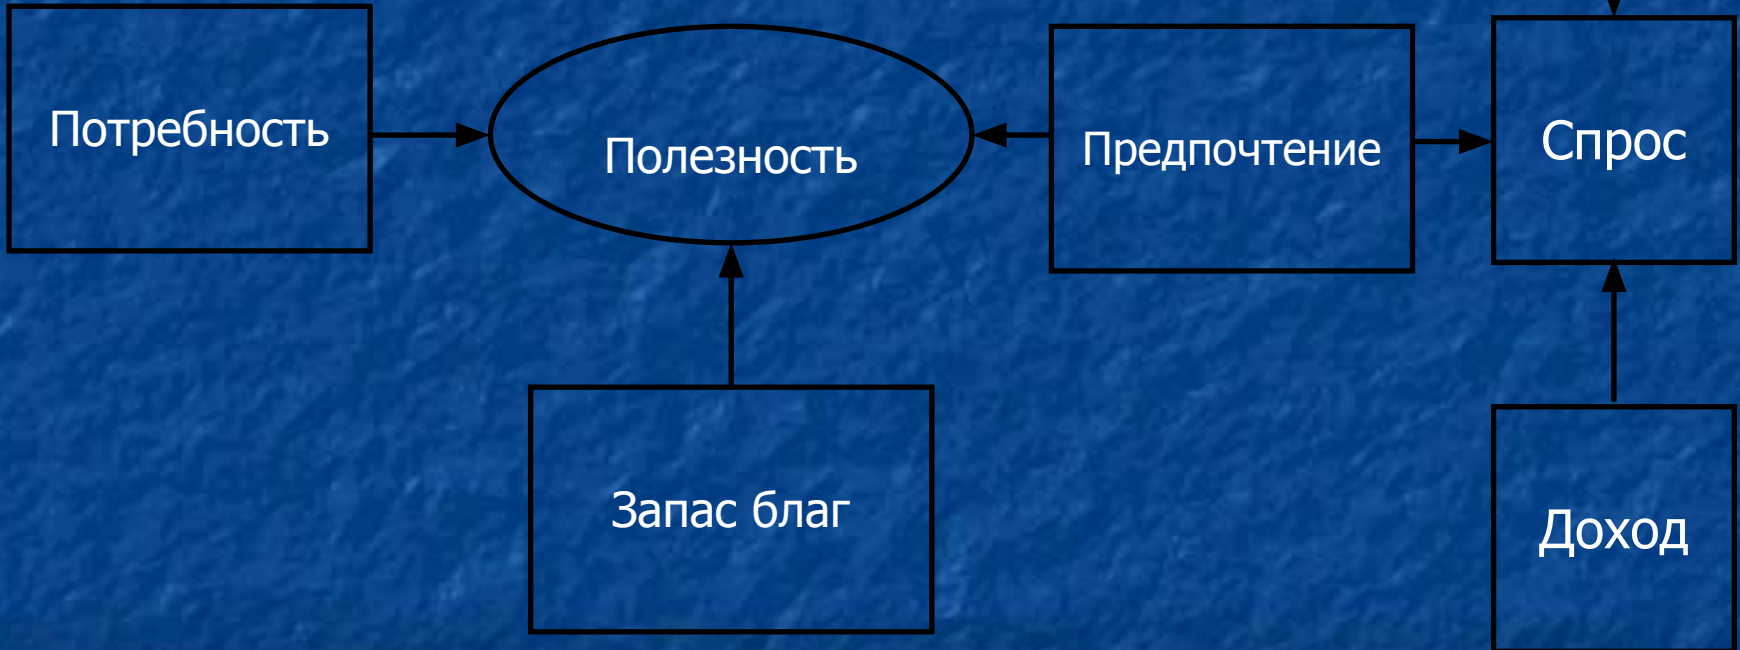 Потребность
Полезность
Предпочтение
Спрос
Запас благ
Доход